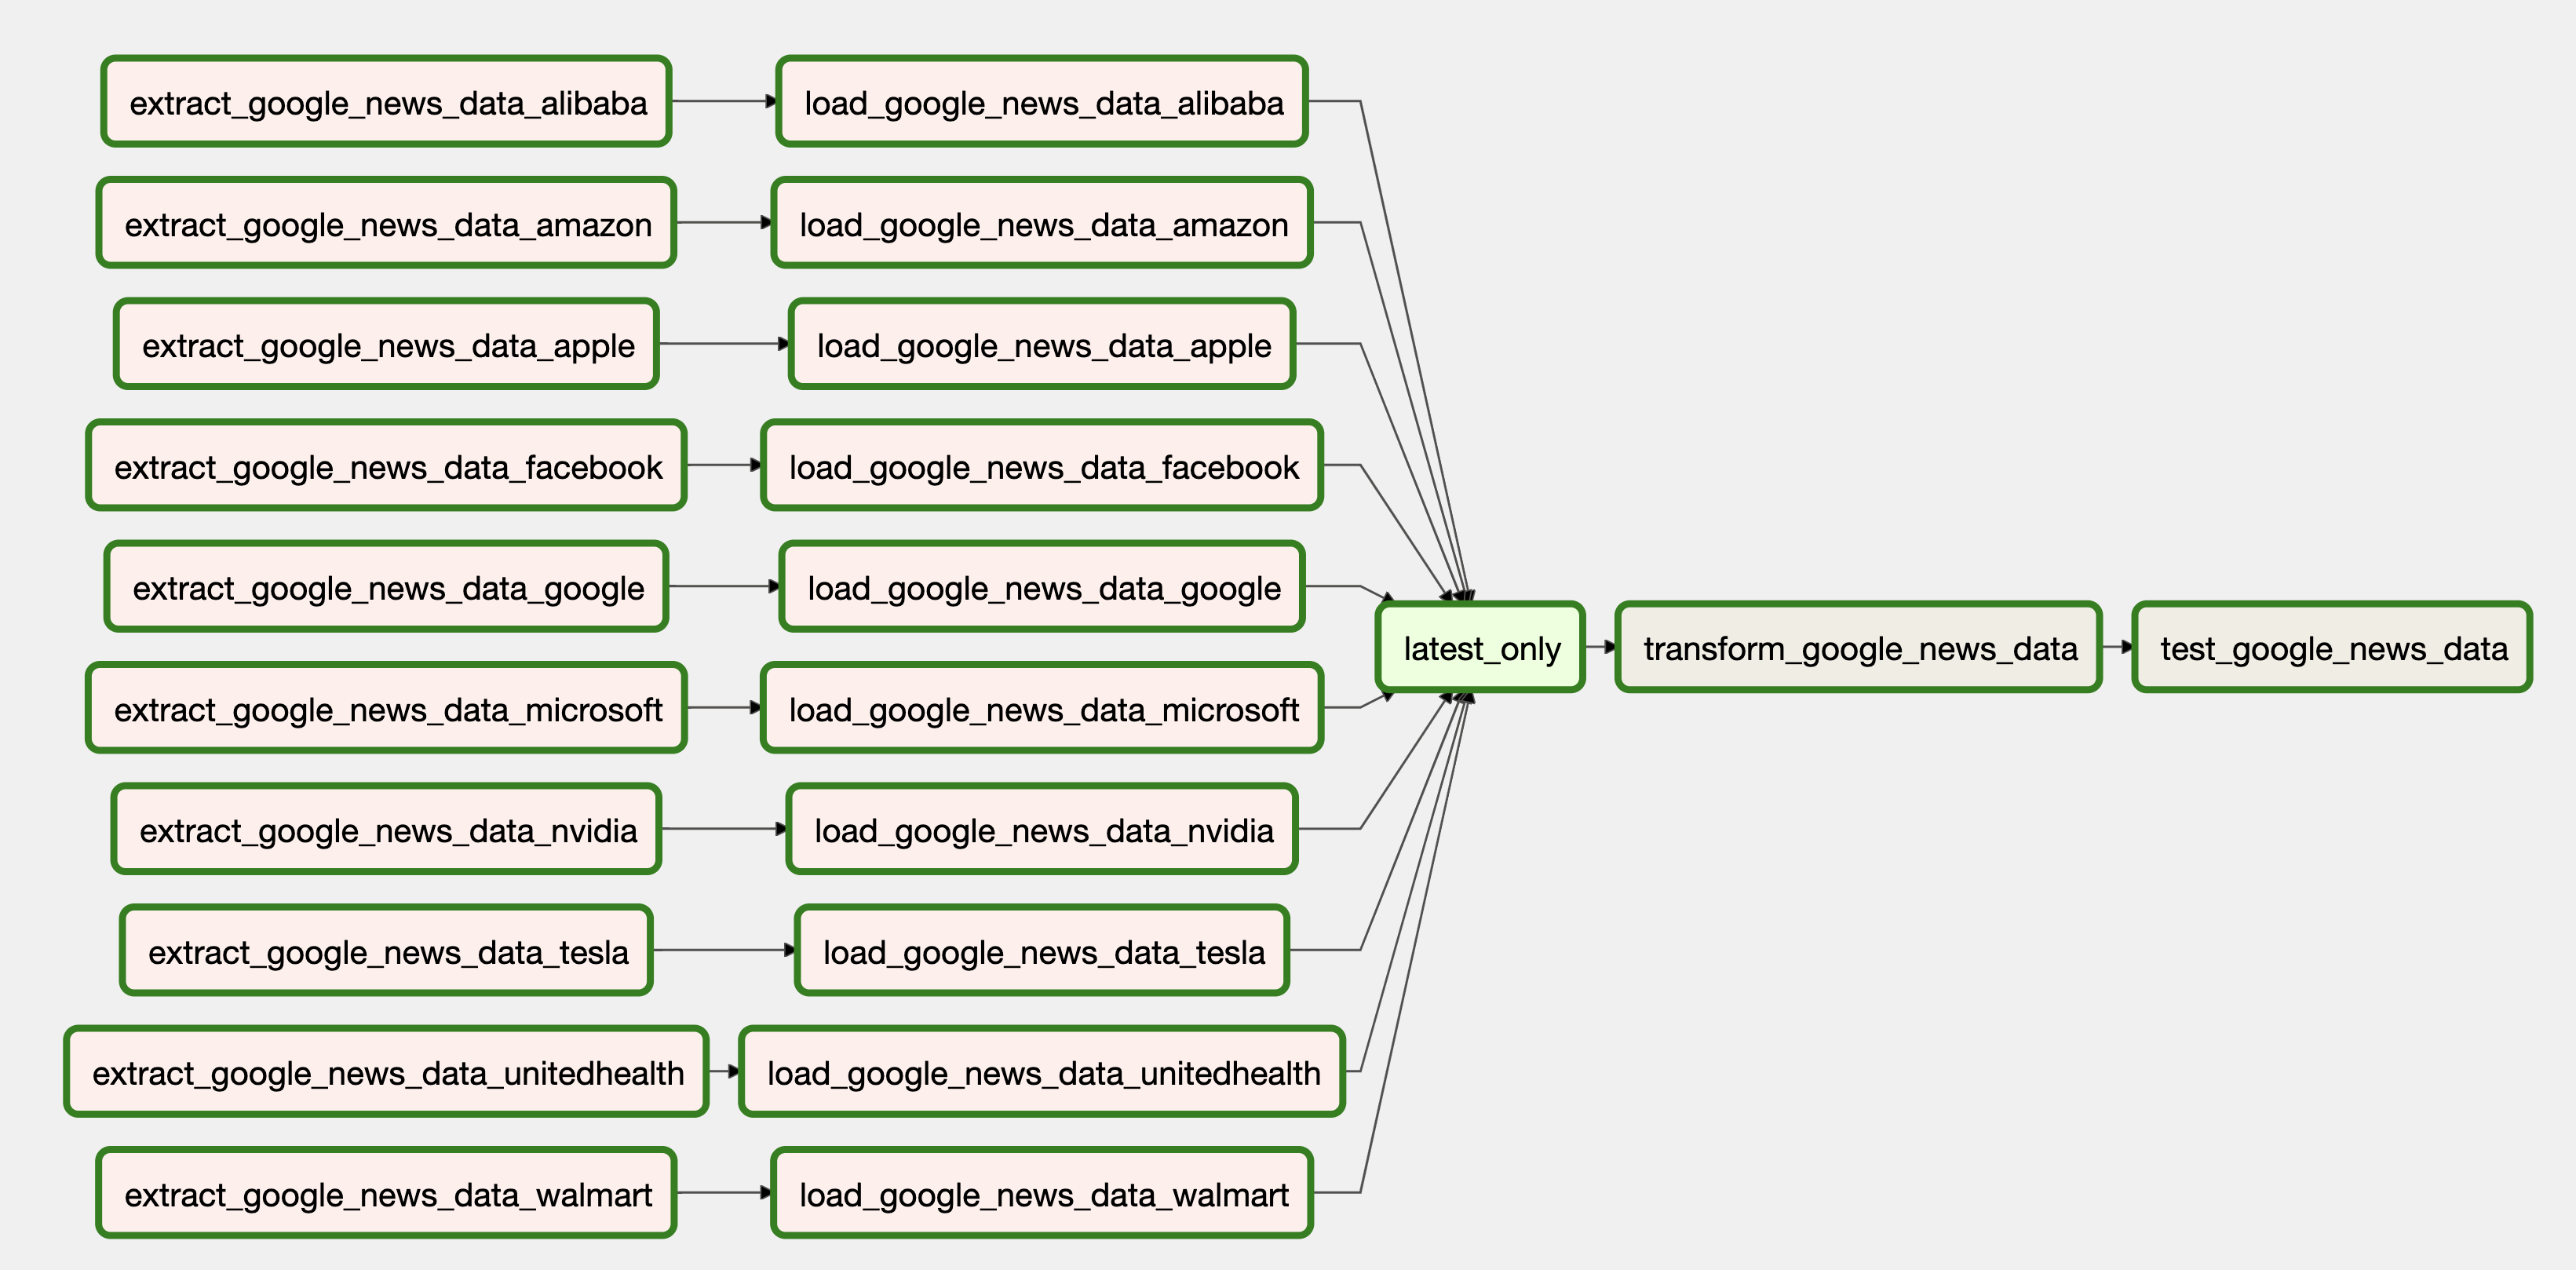 extract_google_news_data_alibaba
load_google_news_data_alibaba
extract_google_news_data_amazon
load_google_news_data_amazon
extract_google_news_data_apple
load_google_news_data_apple
extract_google_news_data_facebook
load_google_news_data_facebook
extract_google_news_data_google
load_google_news_data_google
latest_only
transform_google_news_data
test_google_news_data
extract_google_news_data_microsoft
load_google_news_data_microsoft
extract_google_news_data_nvidia
load_google_news_data_nvidia
extract_google_news_data_tesla
load_google_news_data_tesla
extract_google_news_data_unitedhealth
load_google_news_data_unitedhealth
extract_google_news_data_walmart
load_google_news_data_walmart